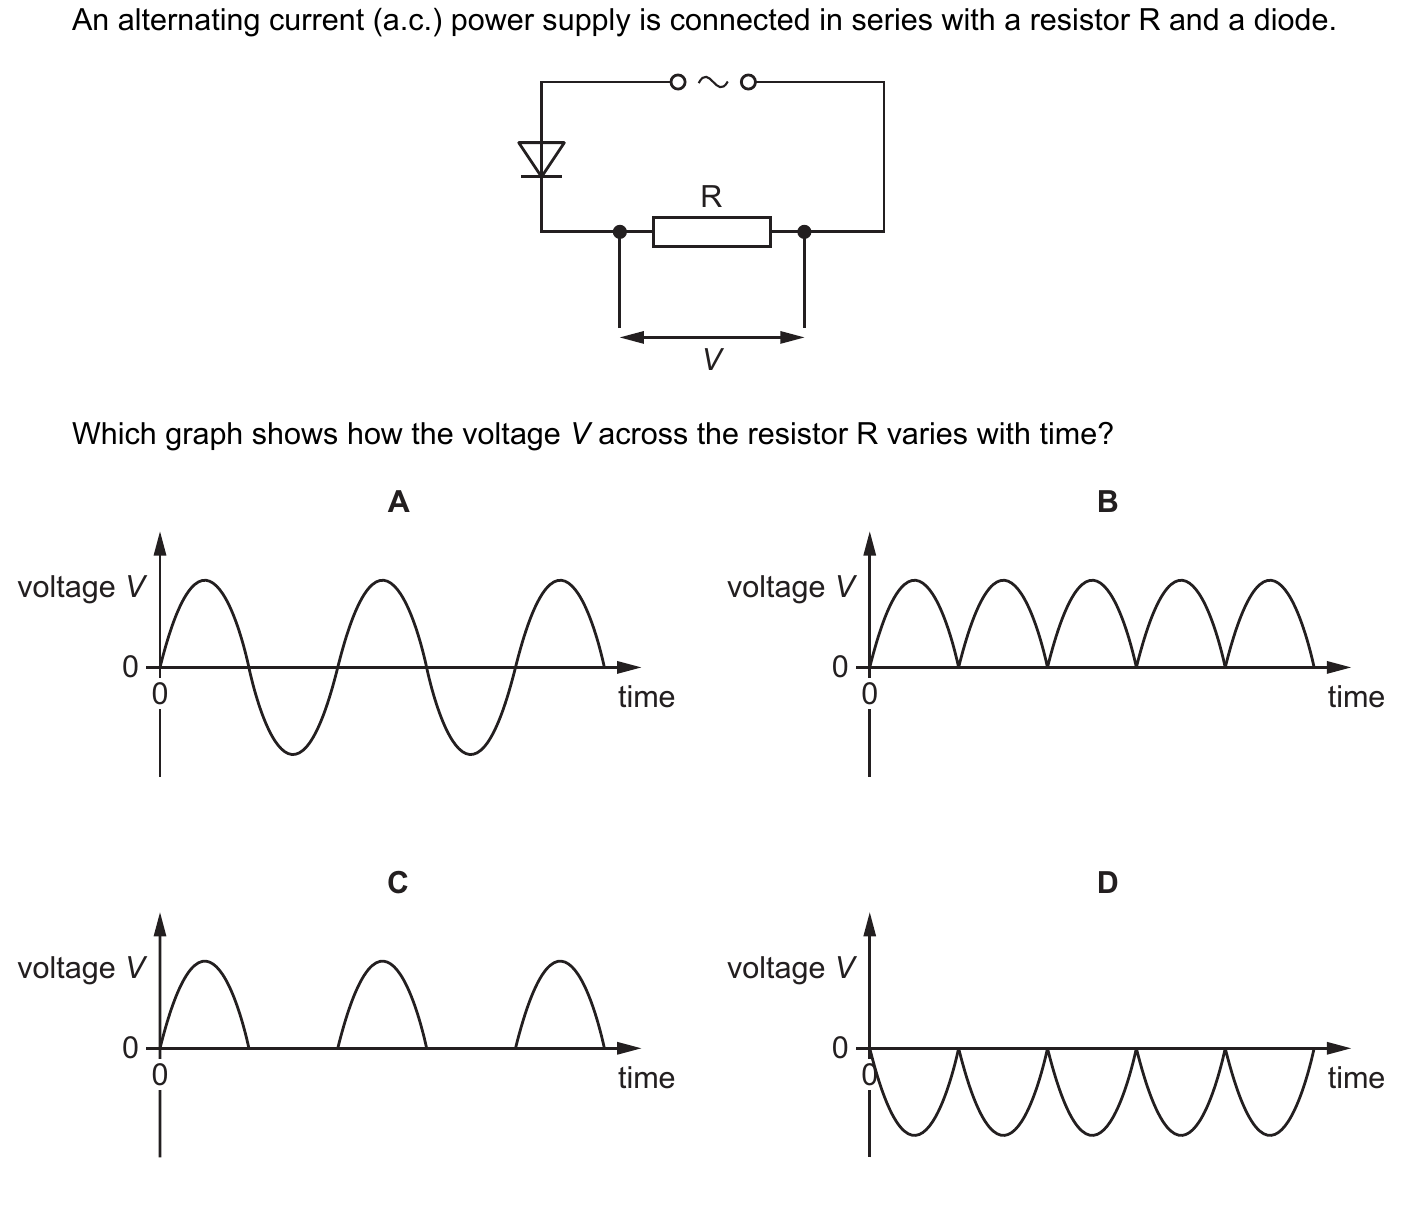 An alternating current (a.c.) power supply is connected in series with a resistor R and a diode.
R
V
Which graph shows how the voltage V across the resistor R varies with time?
A
B
voltage V
0
0
time
voltage V
0
0
time
C
D
voltage V
0
0
time
voltage V
0
0
time